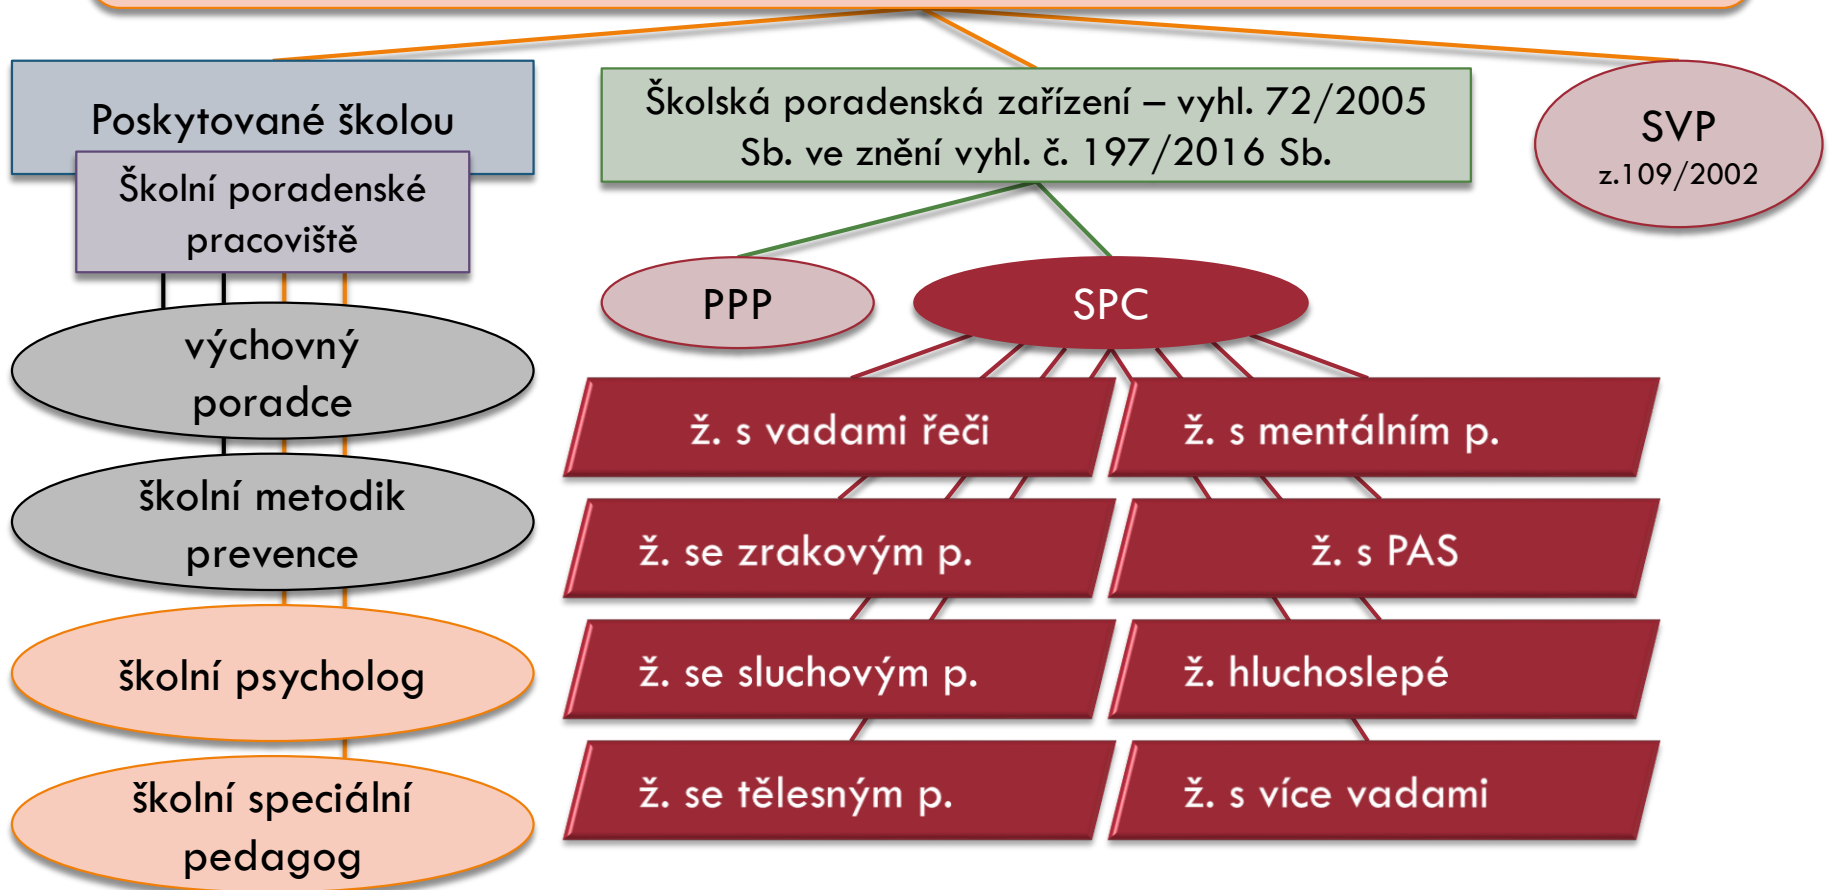 Poskytované školou
Školní poradenské
pracoviště
výchovný
poradce
školní metodik
prevence
školní psycholog
školní speciální
pedagog
Školská poradenská zařízení – vyhl. 72/2005
Sb. ve znění vyhl. č. 197/2016 Sb.
PPP
SPC
ž. s vadami řeči
ž. s mentálním p.
ž. se zrakovým p.
ž. s PAS
ž. se sluchovým p.
ž. hluchoslepé
ž. se tělesným p.
ž. s více vadami
SVP
z.109/2002